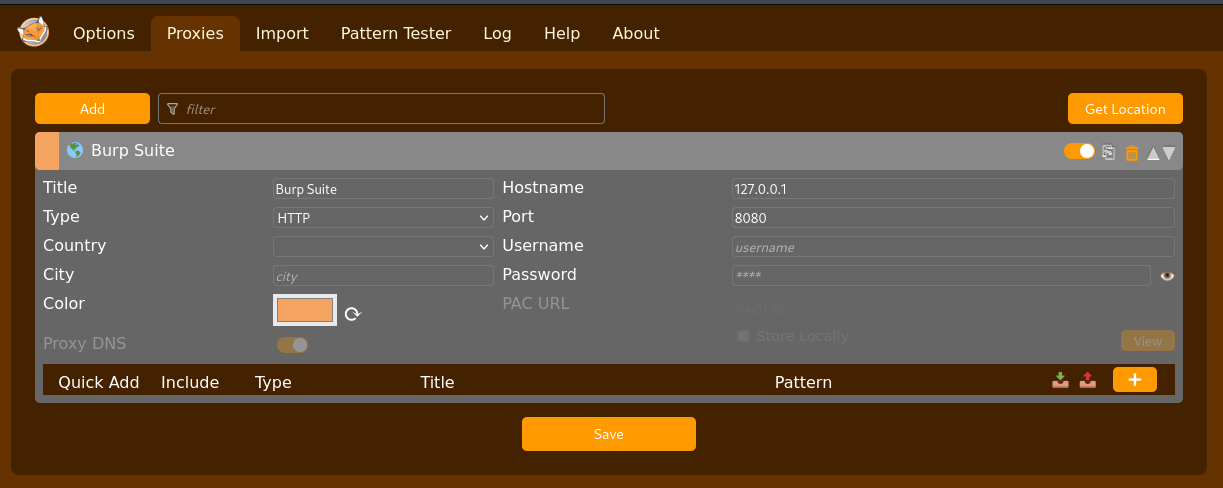 Options Proxies Import Pattern Tester Log Help About
Add filter Get Location
Burp Suite
Title Burp Suite Hostname 127.0.0.1
Type HTTP Port 8080
Country Username username
City city Password ****
Color PAC URL PAC URL
Store Locally
Proxy DNS View
Quick Add Include Type Title Pattern
Save